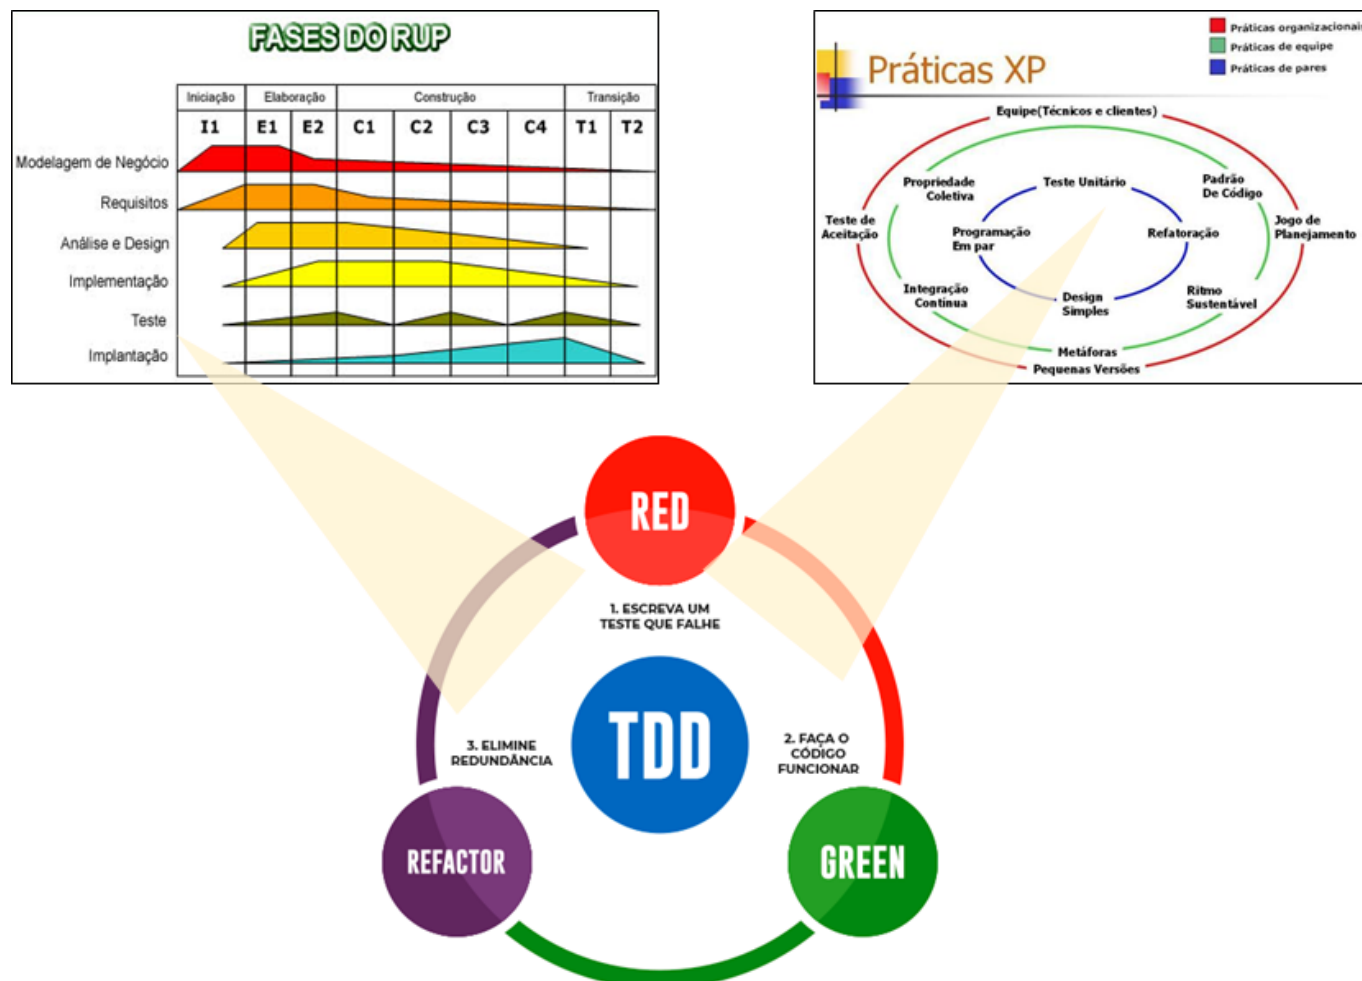 FASES DO RUP
Iniciação Elaboração Construção Transição
I1 E1 E2 C1 C2 C3 C4 T1 T2
Modelagem de Negócio
Requisitos
Análise e Design
Implementação
Teste
Implantação
Práticas organizacionais
Práticas de equipe
Práticas de pares
Práticas XP
Equipe(Técnicos e clientes)
Propriedade
Coletiva
Teste Unitário
Padrão
De Código
Teste de
Aceitação
Programação
Em par
Refatoração
Jogo de
Planejamento
Integração
Contínua
Design
Simples
Ritmo
Sustentável
Metáforas
Pequenas Versões
RED
1. ESCREVA UM
TESTE QUE FALHE
TDD
3. ELIMINE
REDUNDÂNCIA
2. FAÇA O
CÓDIGO
FUNCIONAR
REFACTOR
GREEN